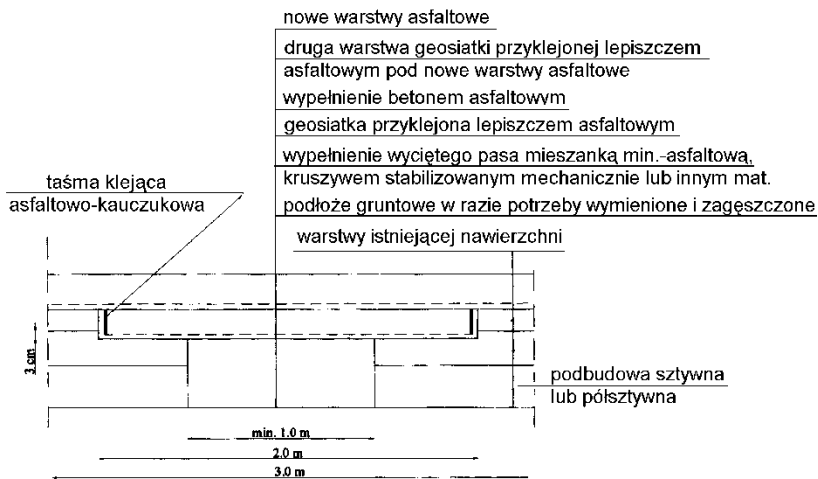 nowe warstwy asfaltowe
druga warstwa geosiatki przyklejonej lepiszczem
asfaltowym pod nowe warstwy asfaltowe
wypełnienie betonem asfaltowym
geosiatka przyklejona lepiszczem asfaltowym
wypełnienie wyciętego pasa mieszanką min.-asfaltową,
kruszywem stabilizowanym mechanicznie lub innym mat.
podłoże gruntowe w razie potrzeby wymienione i zagęszczone
warstwy istniejącej nawierzchni
taśma klejąca
asfaltowo-kauczukowa
3 cm
podbudowa sztywna
lub półsztywna
min. 1.0 m
2.0 m
3.0 m